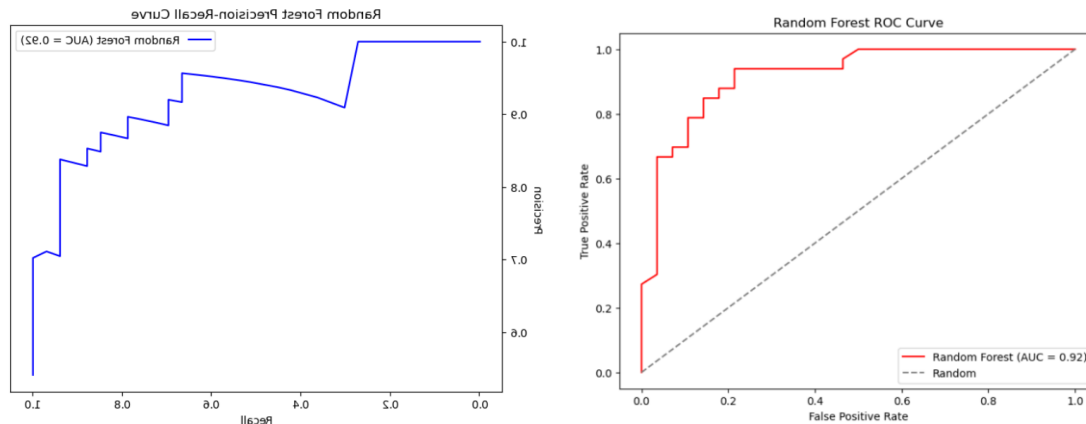 Random Forest Precision-Recall Curve
Random Forest (AUC = 0.92)
1.0
0.9
0.8
0.7
0.6
Precision
1.0 0.8 0.6 0.4 0.2 0.0
Recall
Random Forest ROC Curve
1.0
0.8
0.6
0.4
0.2
0.0
True Positive Rate
Random Forest (AUC = 0.92)
Random
0.0 0.2 0.4 0.6 0.8 1.0
False Positive Rate